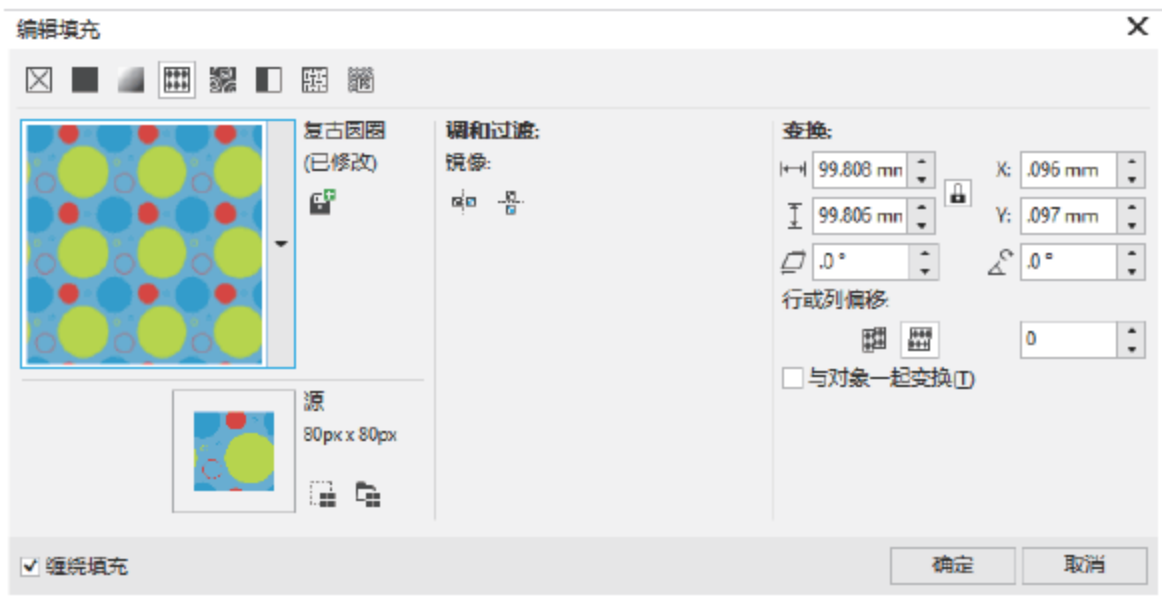 编辑填充
复古圆圈
(已修改)
调和过渡:
镜像:
变换:
99.808 mm
X: .096 mm
99.806 mm
Y: .097 mm
.0 °
.0 °
行或列偏移:
0
与对象一起变换(T)
源
80px x 80px
缠绕填充
确定
取消